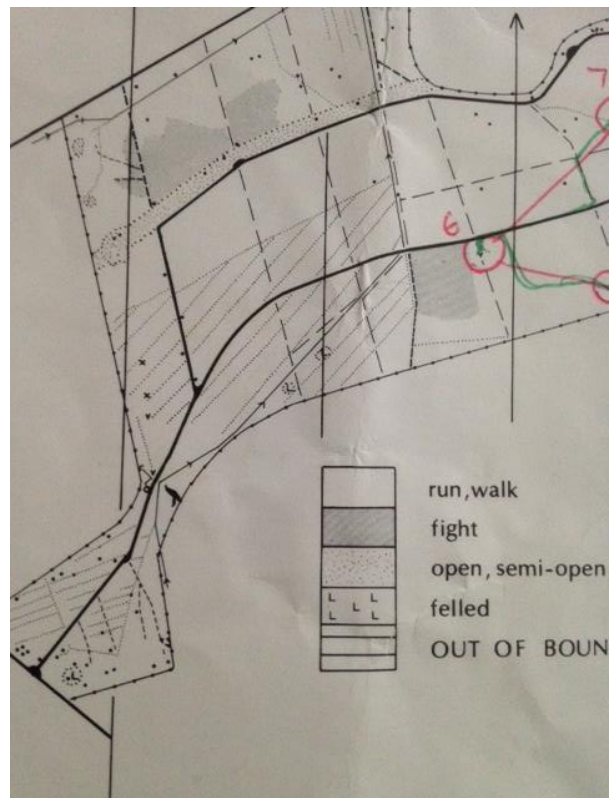 7
6
run,walk
fight
open, semi-open
L L
L
L L
felled
OUT OF BOUN